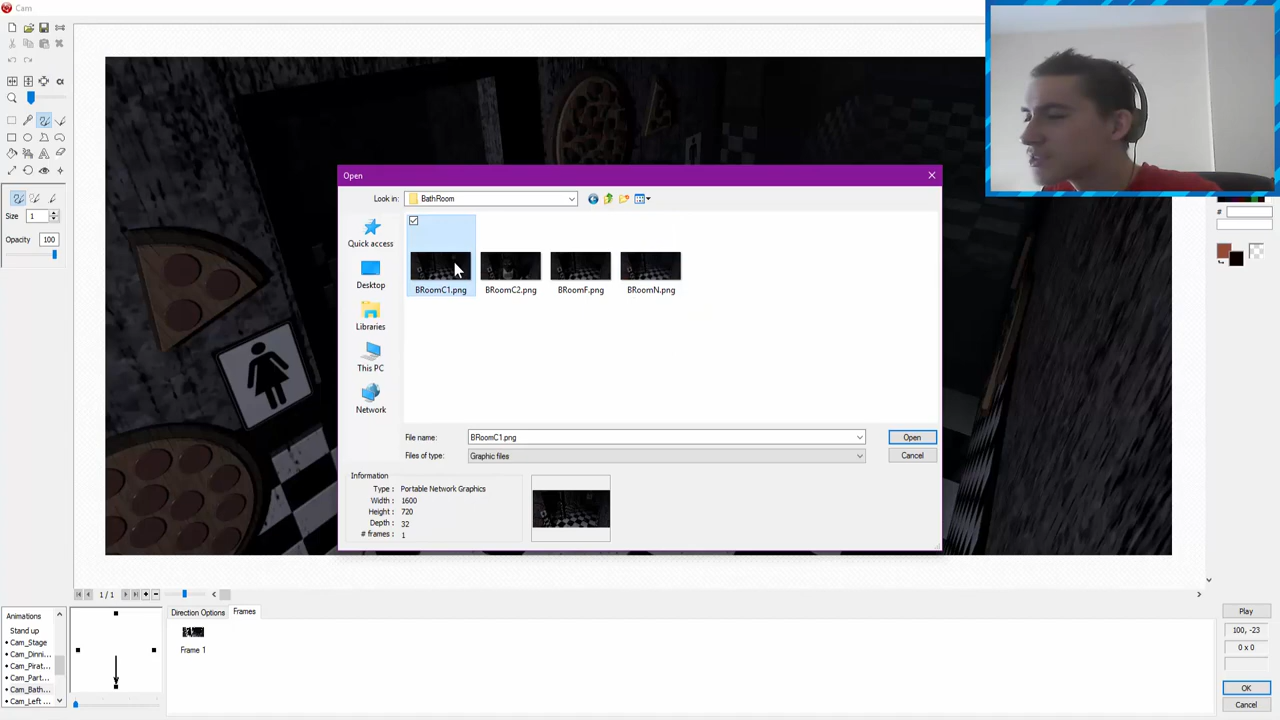 Cam
Open
Look in:
BathRoom
Quick access
Desktop
Libraries
This PC
Network
BRoomC1.png
BRoomC2.png
BRoomF.png
BRoomN.png
File name:
BRoomC1.png
Open
Files of type:
Graphic files
Cancel
Information
Type :
Portable Network Graphics
Width :
1600
Height :
720
Depth :
32
# frames :
1
Size
1
Opacity
100
#
1 / 1
Animations
Stand up
Cam_Stage
Cam_Dinni...
Cam_Pirat...
Cam_Part...
Cam_Bath...
Cam_Left ...
Direction Options
Frames
Frame 1
Play
100, -23
0 x 0
OK
Cancel